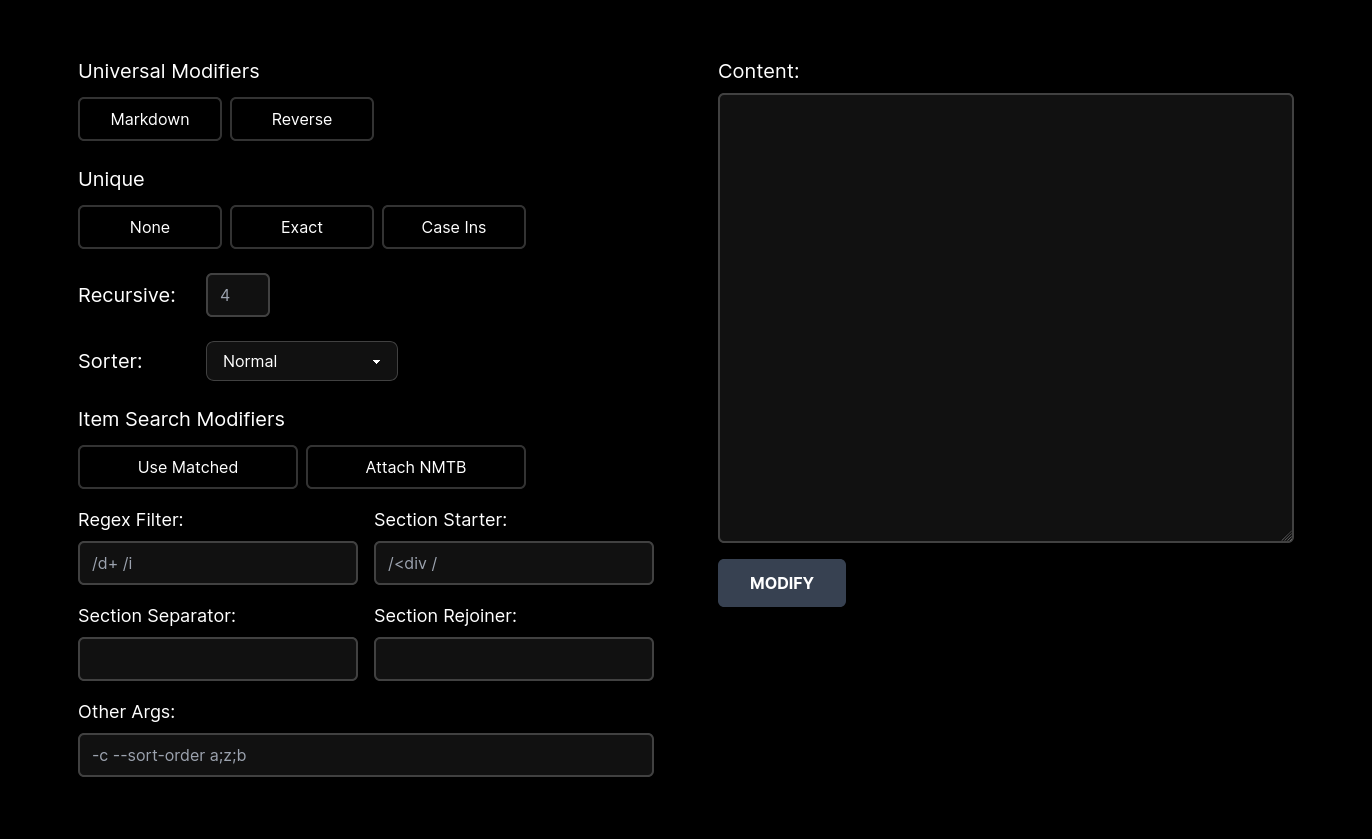 Universal Modifiers
Markdown
Reverse
Unique
None
Exact
Case Ins
Recursive:
4
Sorter:
Normal
Item Search Modifiers
Use Matched
Attach NMTB
Regex Filter:
/d+ /i
Section Starter:
/<div /
Section Separator:
Section Rejoiner:
Other Args:
-c --sort-order a;z;b
Content:
MODIFY